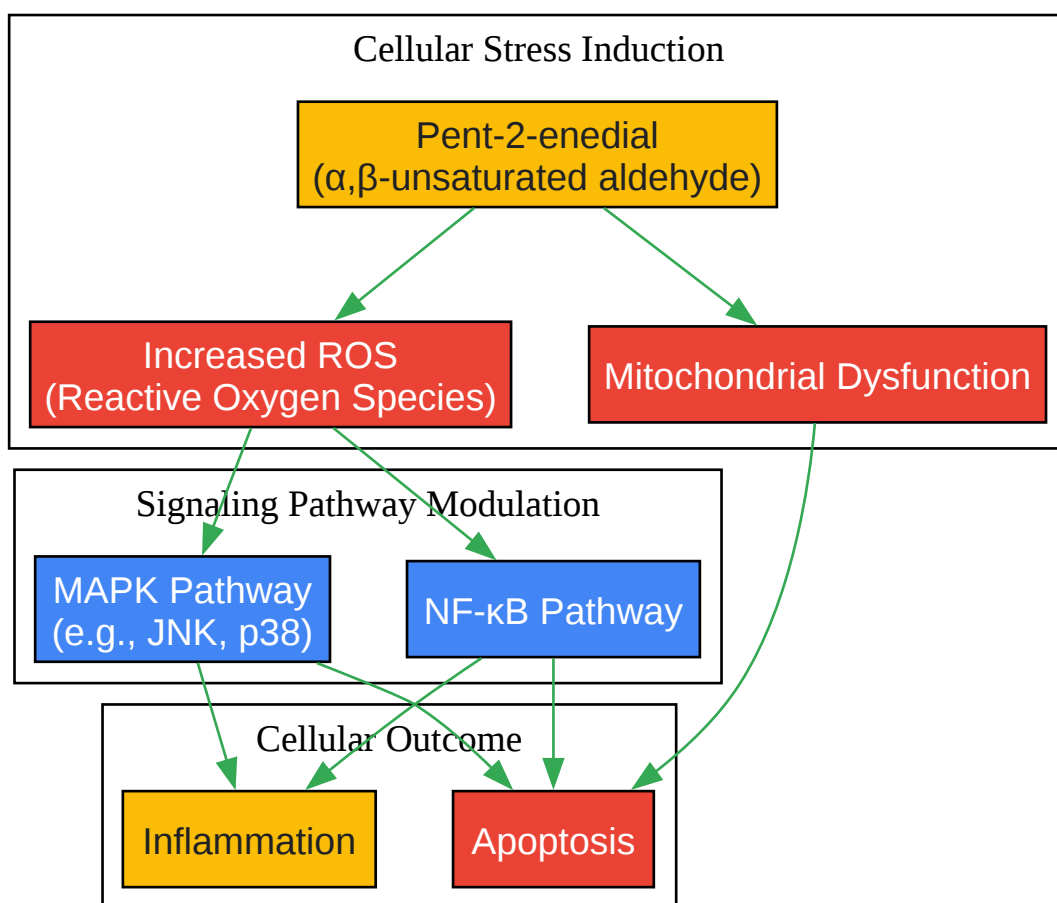 Cellular Stress Induction
Pent-2-enedial
(α,β-unsaturated aldehyde)
Increased ROS
(Reactive Oxygen Species)
Mitochondrial Dysfunction
Signaling Pathway Modulation
MAPK Pathway
(e.g., JNK, p38)
NF-κB Pathway
Cellular Outcome
Inflammation
Apoptosis